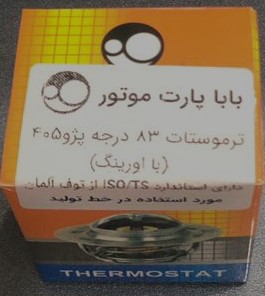 بابا پارت موتور
ترموستات ۸۳ درجه پژو۴۰۵
(با اورینگ)
دارای استاندارد ISO/TS از توف آلمان
مورد استفاده در خط تولید
THERMOSTAT